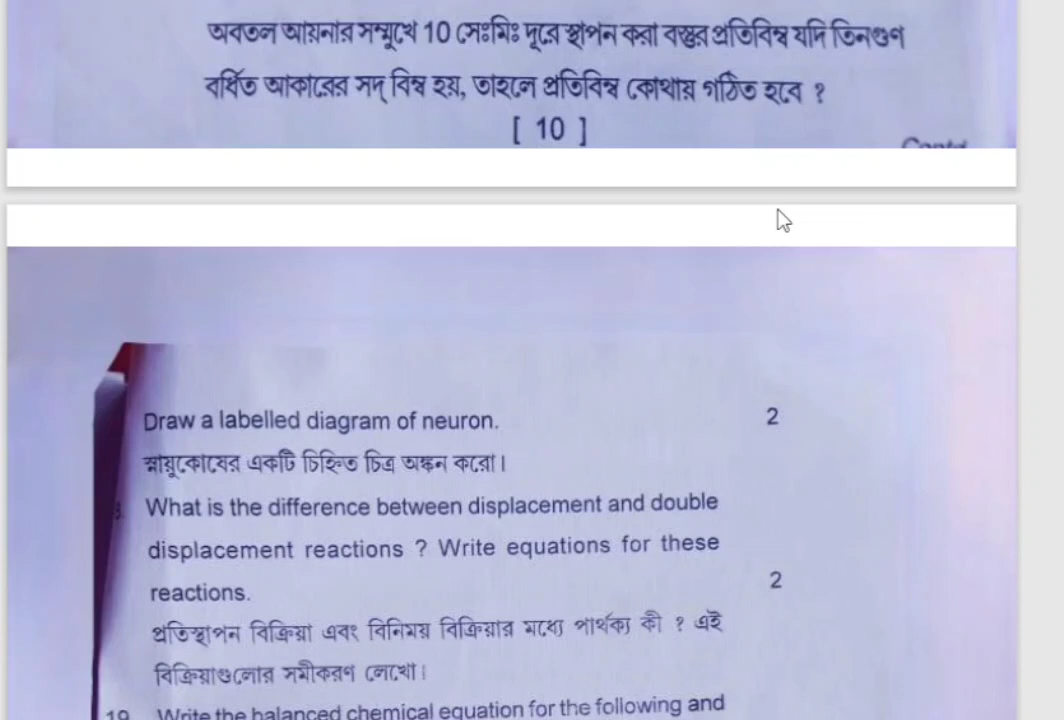 অবতল আয়নার সম্মুখে 10 সেঃমিঃ দূরে স্থাপন করা বস্তুর প্রতিবিম্ব যদি তিনগুণ
বর্ধিত আকারের সদ্ বিম্ব হয়, তাহলে প্রতিবিম্ব কোথায় গঠিত হবে ?
[ 10 ]
Draw a labelled diagram of neuron. 2
স্নায়ুকোষের একটি চিহ্নিত চিত্র অঙ্কন করো।
What is the difference between displacement and double
displacement reactions ? Write equations for these
reactions. 2
প্রতিস্থাপন বিক্রিয়া এবং বিনিময় বিক্রিয়ার মধ্যে পার্থক্য কী ? এই
বিক্রিয়াগুলোর সমীকরণ লেখো।
19 Write the balanced chemical equation for the following and